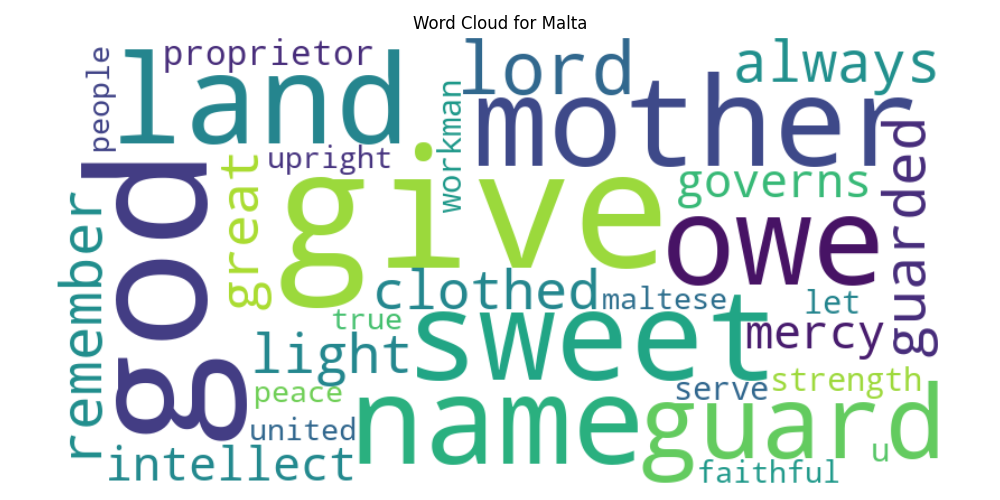 Word Cloud for Malta
people
proprietor
land
lord
mother
always
workman
upright
god
give
great
governs
guarded
owe
remember
clothed
maltese
let
true
sweet
mercy
light
peace
serve
strength
united
name
guard
u
intellect
faithful